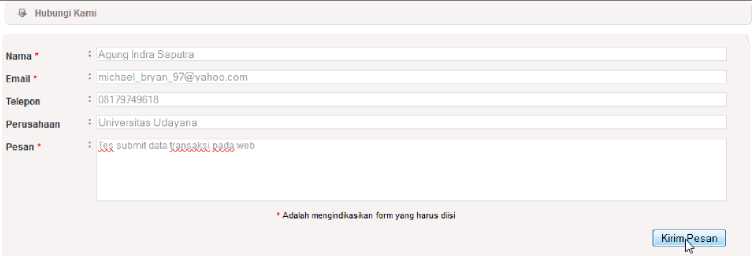 Hubungi Kami
Nama * : Agung Indra Saputra
Email * : michael_bryan_97@yahoo.com
Telepon : 08179749618
Perusahaan : Universitas Udayana
Pesan * : Tes submit data transaksi pada web
* Adalah mengindikasikan form yang harus diisi
Kirim Pesan